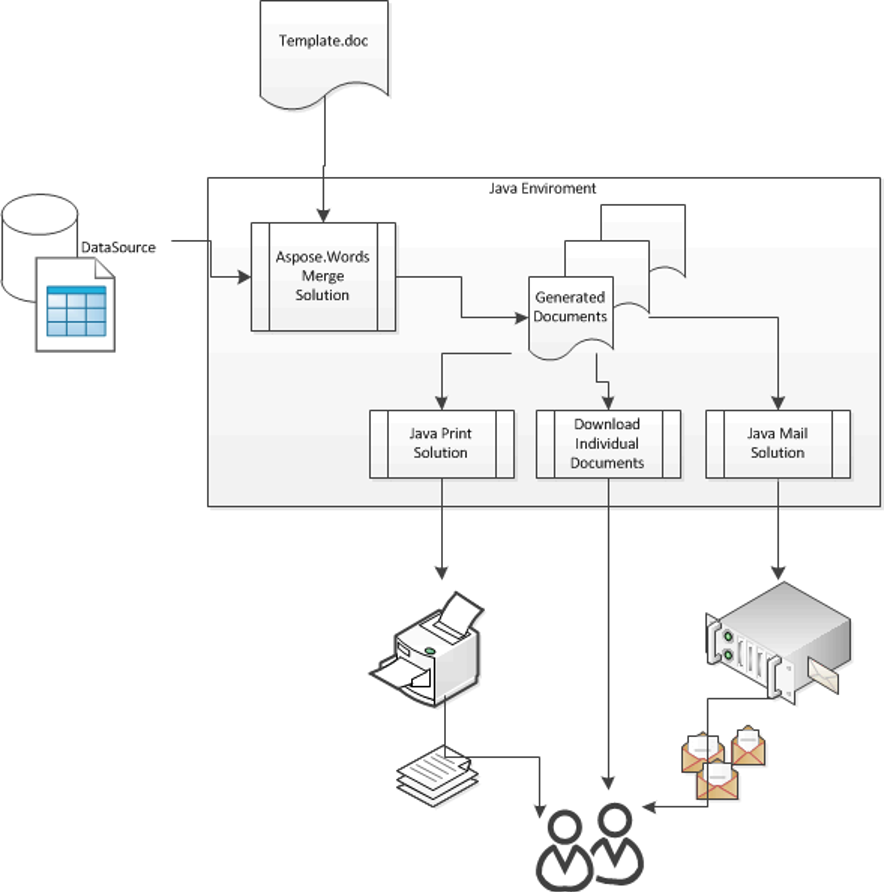 Template.doc
Java Enviroment
DataSource
Aspose.Words
Merge
Solution
Generated
Documents
Java Print
Solution
Download
Individual
Documents
Java Mail
Solution